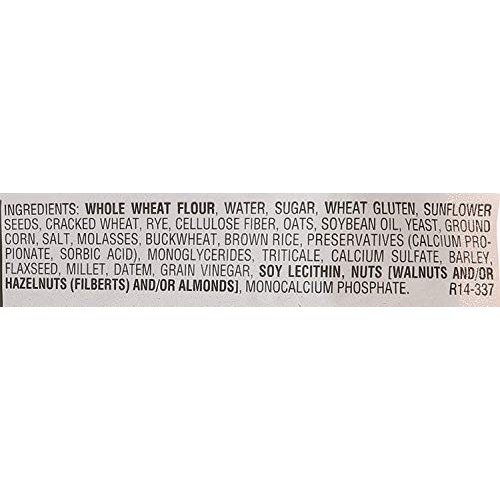 INGREDIENTS: WHOLE WHEAT FLOUR, WATER, SUGAR, WHEAT GLUTEN, SUNFLOWER
SEEDS, CRACKED WHEAT, RYE, CELLULOSE FIBER, OATS, SOYBEAN OIL, YEAST, GROUND
CORN, SALT, MOLASSES, BUCKWHEAT, BROWN RICE, PRESERVATIVES (CALCIUM PRO-
PIONATE, SORBIC ACID), MONOGLYCERIDES, TRITICALE, CALCIUM SULFATE, BARLEY,
FLAXSEED, MILLET, DATEM, GRAIN VINEGAR, SOY LECITHIN, NUTS [WALNUTS AND/OR
HAZELNUTS (FILBERTS) AND/OR ALMONDS], MONOCALCIUM PHOSPHATE. R14-337